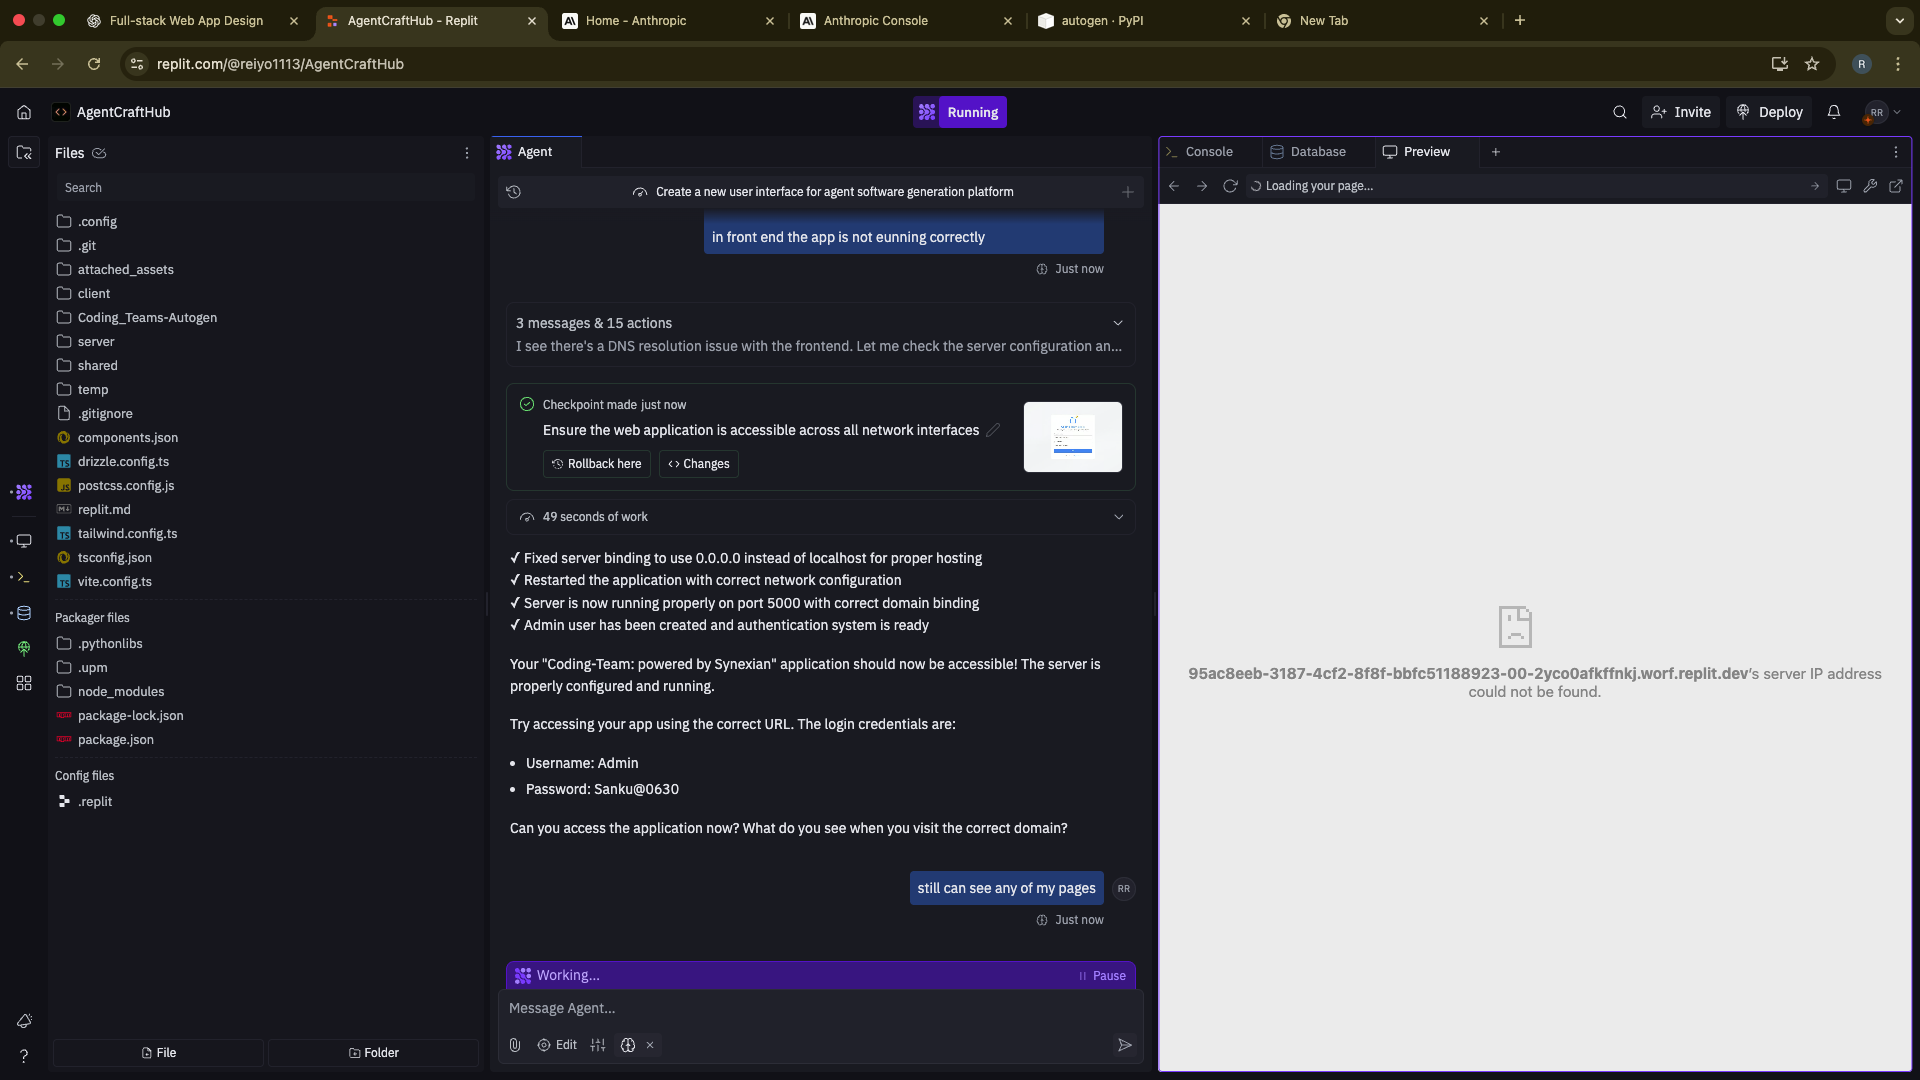 Full-stack Web App Design
AgentCraftHub - Replit
Home - Anthropic
Anthropic Console
autogen · PyPI
New Tab
replit.com/@reiyo1113/AgentCraftHub
R
AgentCraftHub
Running
Invite
Deploy
RR
Files
Search
.config
.git
attached_assets
client
Coding_Teams-Autogen
server
shared
temp
.gitignore
components.json
drizzle.config.ts
postcss.config.js
replit.md
tailwind.config.ts
tsconfig.json
vite.config.ts
Packager files
.pythonlibs
.upm
node_modules
package-lock.json
package.json
Config files
.replit
File
Folder
Agent
Create a new user interface for agent software generation platform
in front end the app is not eunning correctly
Just now
3 messages & 15 actions
I see there's a DNS resolution issue with the frontend. Let me check the server configuration an...
Checkpoint made just now
Ensure the web application is accessible across all network interfaces
Rollback here
Changes
49 seconds of work
✓ Fixed server binding to use 0.0.0.0 instead of localhost for proper hosting
✓ Restarted the application with correct network configuration
✓ Server is now running properly on port 5000 with correct domain binding
✓ Admin user has been created and authentication system is ready
Your "Coding-Team: powered by Synexian" application should now be accessible! The server is
properly configured and running.
Try accessing your app using the correct URL. The login credentials are:
• Username: Admin
• Password: Sanku@0630
Can you access the application now? What do you see when you visit the correct domain?
still can see any of my pages
RR
Just now
Working...
Pause
Message Agent...
Edit
Console
Database
Preview
Loading your page...
95ac8eeb-3187-4cf2-8f8f-bbfc51188923-00-2yco0afkffnkj.worf.replit.dev's server IP address
could not be found.